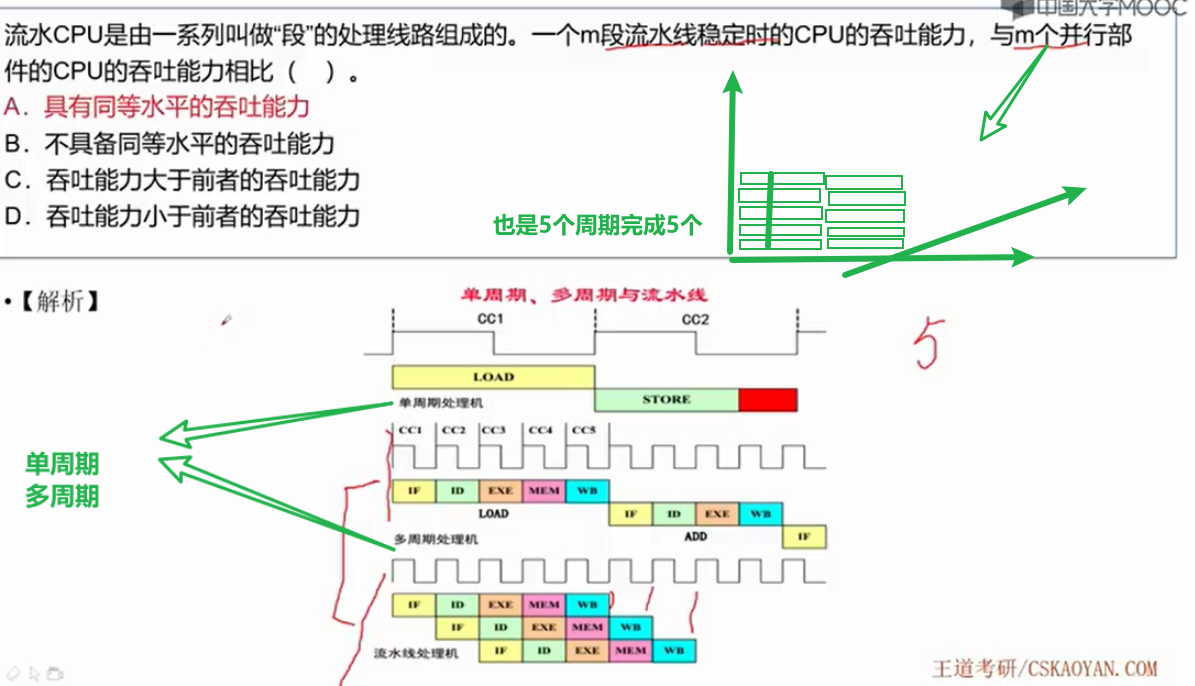 中国大学MOOC
流水CPU是由一系列叫做“段”的处理线路组成的。一个m段流水线稳定时的CPU的吞吐能力，与m个并行部
件的CPU的吞吐能力相比（　）。
A．具有同等水平的吞吐能力
B．不具备同等水平的吞吐能力
C．吞吐能力大于前者的吞吐能力
D．吞吐能力小于前者的吞吐能力
也是5个周期完成5个
•【解析】
单周期、多周期与流水线
CC1 CC2
5
LOAD
单周期处理机 STORE
CC1 CC2 CC3 CC4 CC5
单周期
多周期
IF ID EXE MEM WB
LOAD IF ID EXE WB
多周期处理机 ADD IF
IF ID EXE MEM WB
IF ID EXE MEM WB
流水线处理机 IF ID EXE MEM WB
王道考研/CSKAOYAN.COM